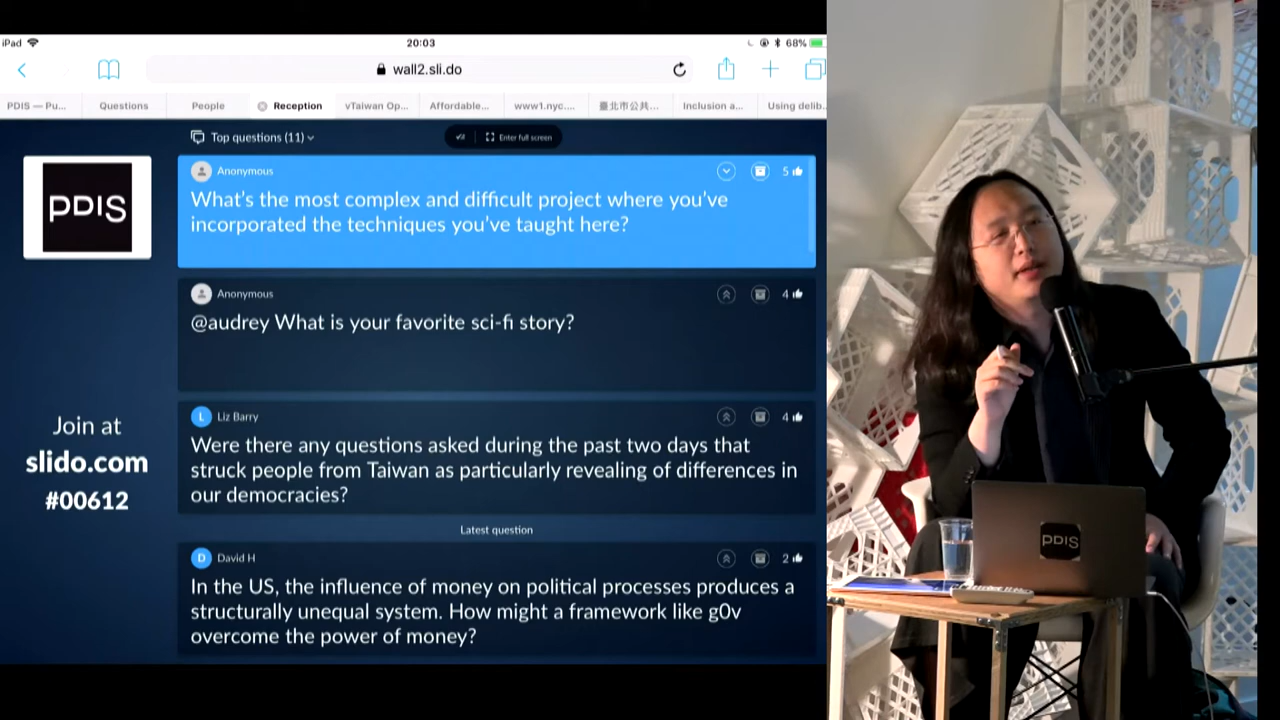 iPad
20:03
68%
wall2.sli.do
PDIS — Pu...
Questions
People
Reception
vTaiwan Op...
Affordable...
www1.nyc....
臺北市公共...
Inclusion a...
Using delib...
Top questions (11)
Enter full screen
PDIS
Join at
slido.com
#00612
Anonymous
5
What's the most complex and difficult project where you've
incorporated the techniques you've taught here?
Anonymous
4
@audrey What is your favorite sci-fi story?
L
Liz Barry
4
Were there any questions asked during the past two days that
struck people from Taiwan as particularly revealing of differences in
our democracies?
Latest question
D
David H
2
In the US, the influence of money on political processes produces a
structurally unequal system. How might a framework like g0v
overcome the power of money?
PDIS